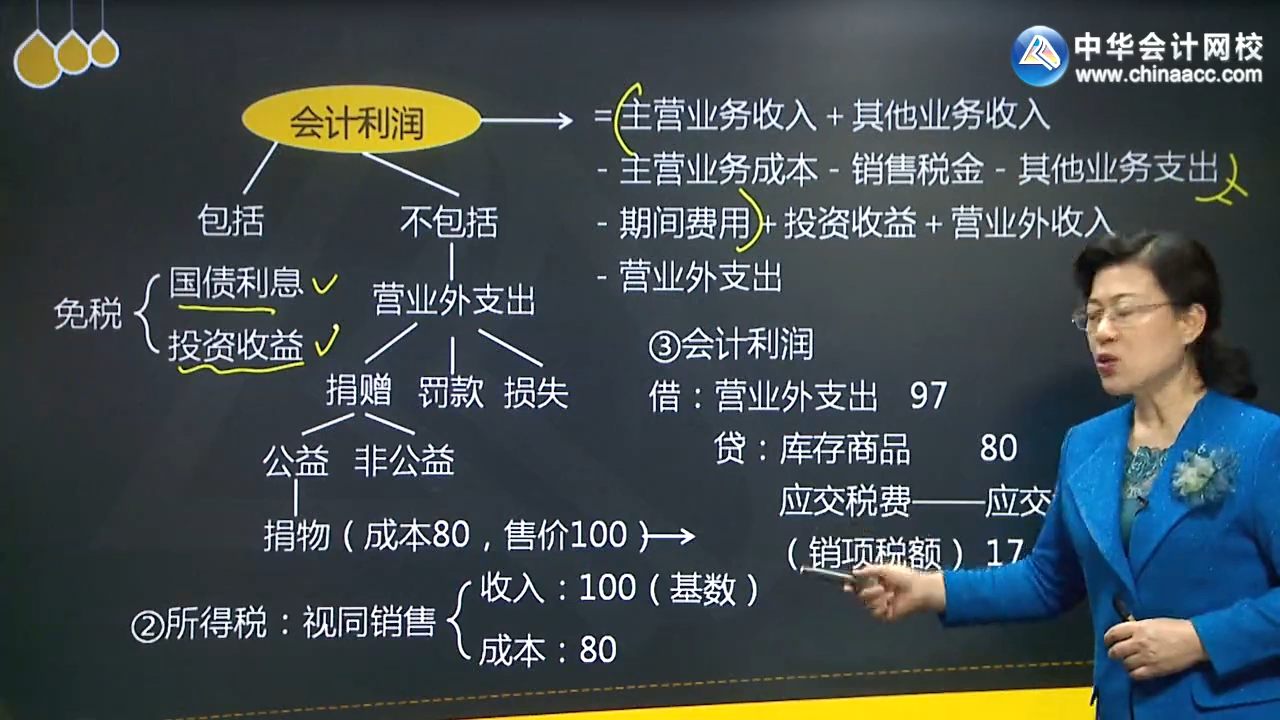 中华会计网校
www.chinaacc.com
会计利润
= 主营业务收入 + 其他业务收入
- 主营业务成本 - 销售税金 - 其他业务支出
- 期间费用 + 投资收益 + 营业外收入
- 营业外支出
包括 不包括
免税
国债利息
投资收益
营业外支出
捐赠 罚款 损失
公益 非公益
捐物（成本80，售价100）
③会计利润
借：营业外支出 97
贷：库存商品 80
应交税费——应交
（销项税额） 17
②所得税：视同销售
收入：100（基数）
成本：80